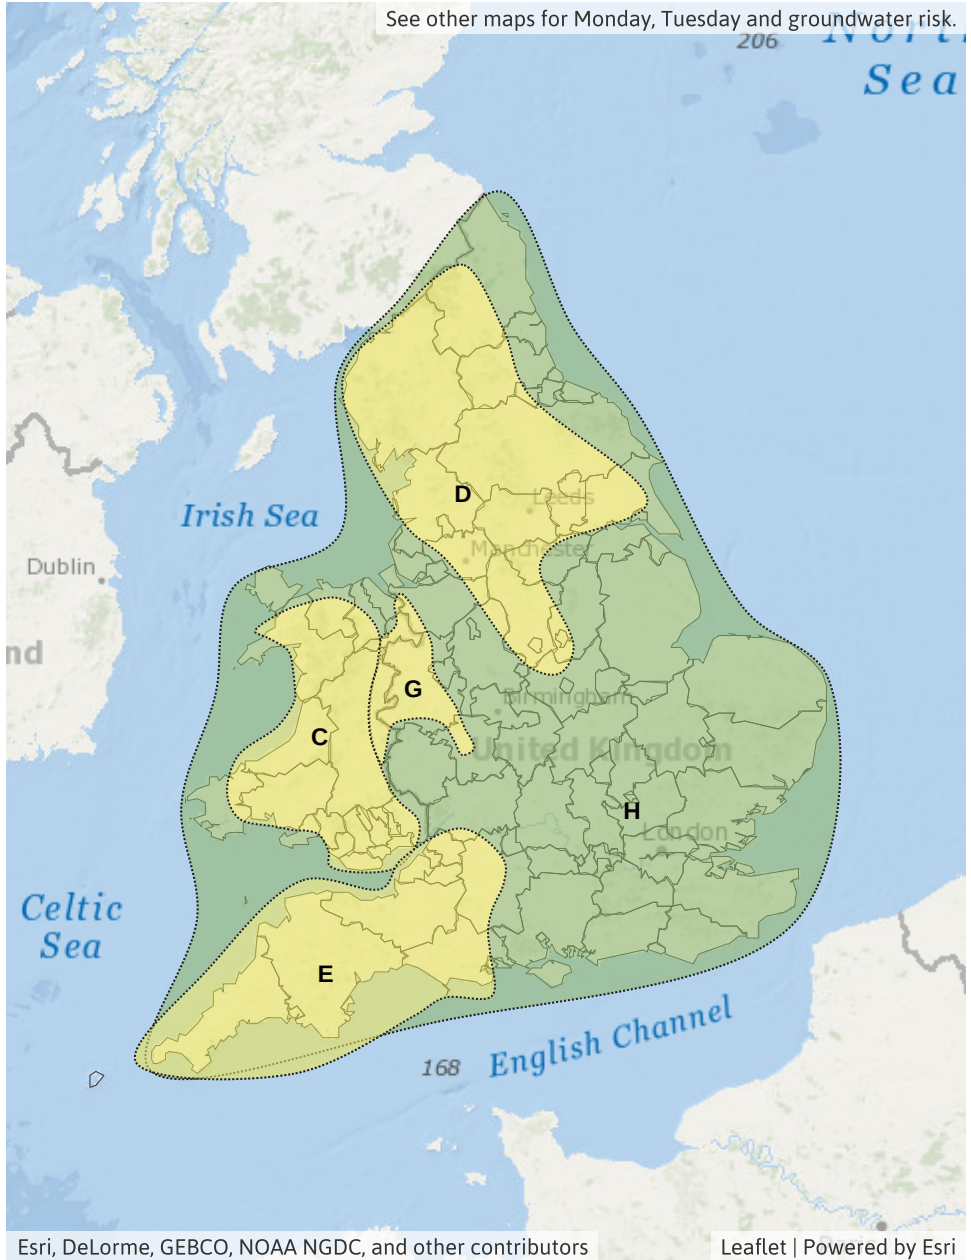 See other maps for Monday, Tuesday and groundwater risk.
206
Sea
D
Leeds
Irish Sea
Manchester
Dublin
nd
G
Birmingham
C
United Kingdom
H
London
Celtic
Sea
E
English Channel
168
Esri, DeLorme, GEBCO, NOAA NGDC, and other contributors
Leaflet | Powered by Esri